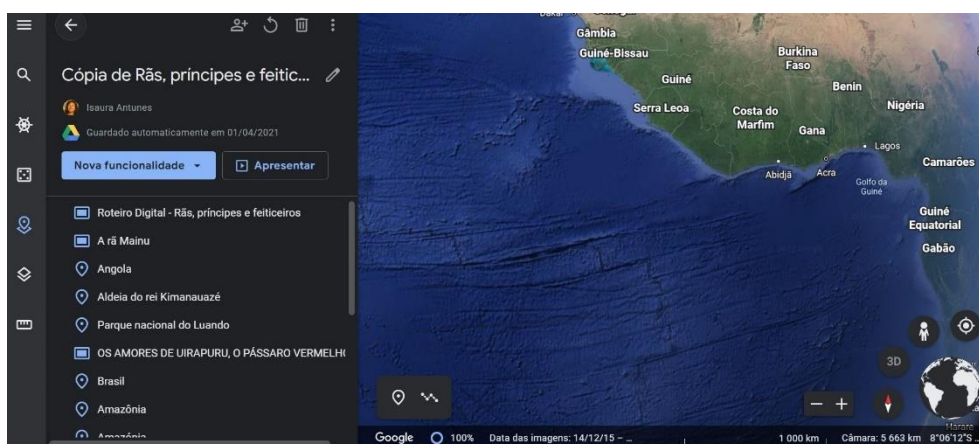 Cópia de Rãs, príncipes e feitic...
Isaura Antunes
Guardado automaticamente em 01/04/2021
Nova funcionalidade
Apresentar
Roteiro Digital - Rãs, príncipes e feiticeiros
A rã Mainu
Angola
Aldeia do rei Kimanauazé
Parque nacional do Luando
OS AMORES DE UIRAPURU, O PÁSSARO VERMELH
Brasil
Amazônia
Amazónia
Dakar
Gâmbia
Guiné-Bissau
Guiné
Serra Leoa
Burkina
Faso
Benin
Nigéria
Costa do
Marfim
Gana
Lagos
Abidjã
Acra
Camarões
Golfo da
Guiné
Guiné
Equatorial
Gabão
3D
Harare
Google
100%
Data das imagens: 14/12/15 – ...
1 000 km
Câmara: 5 663 km
8°06'12"S